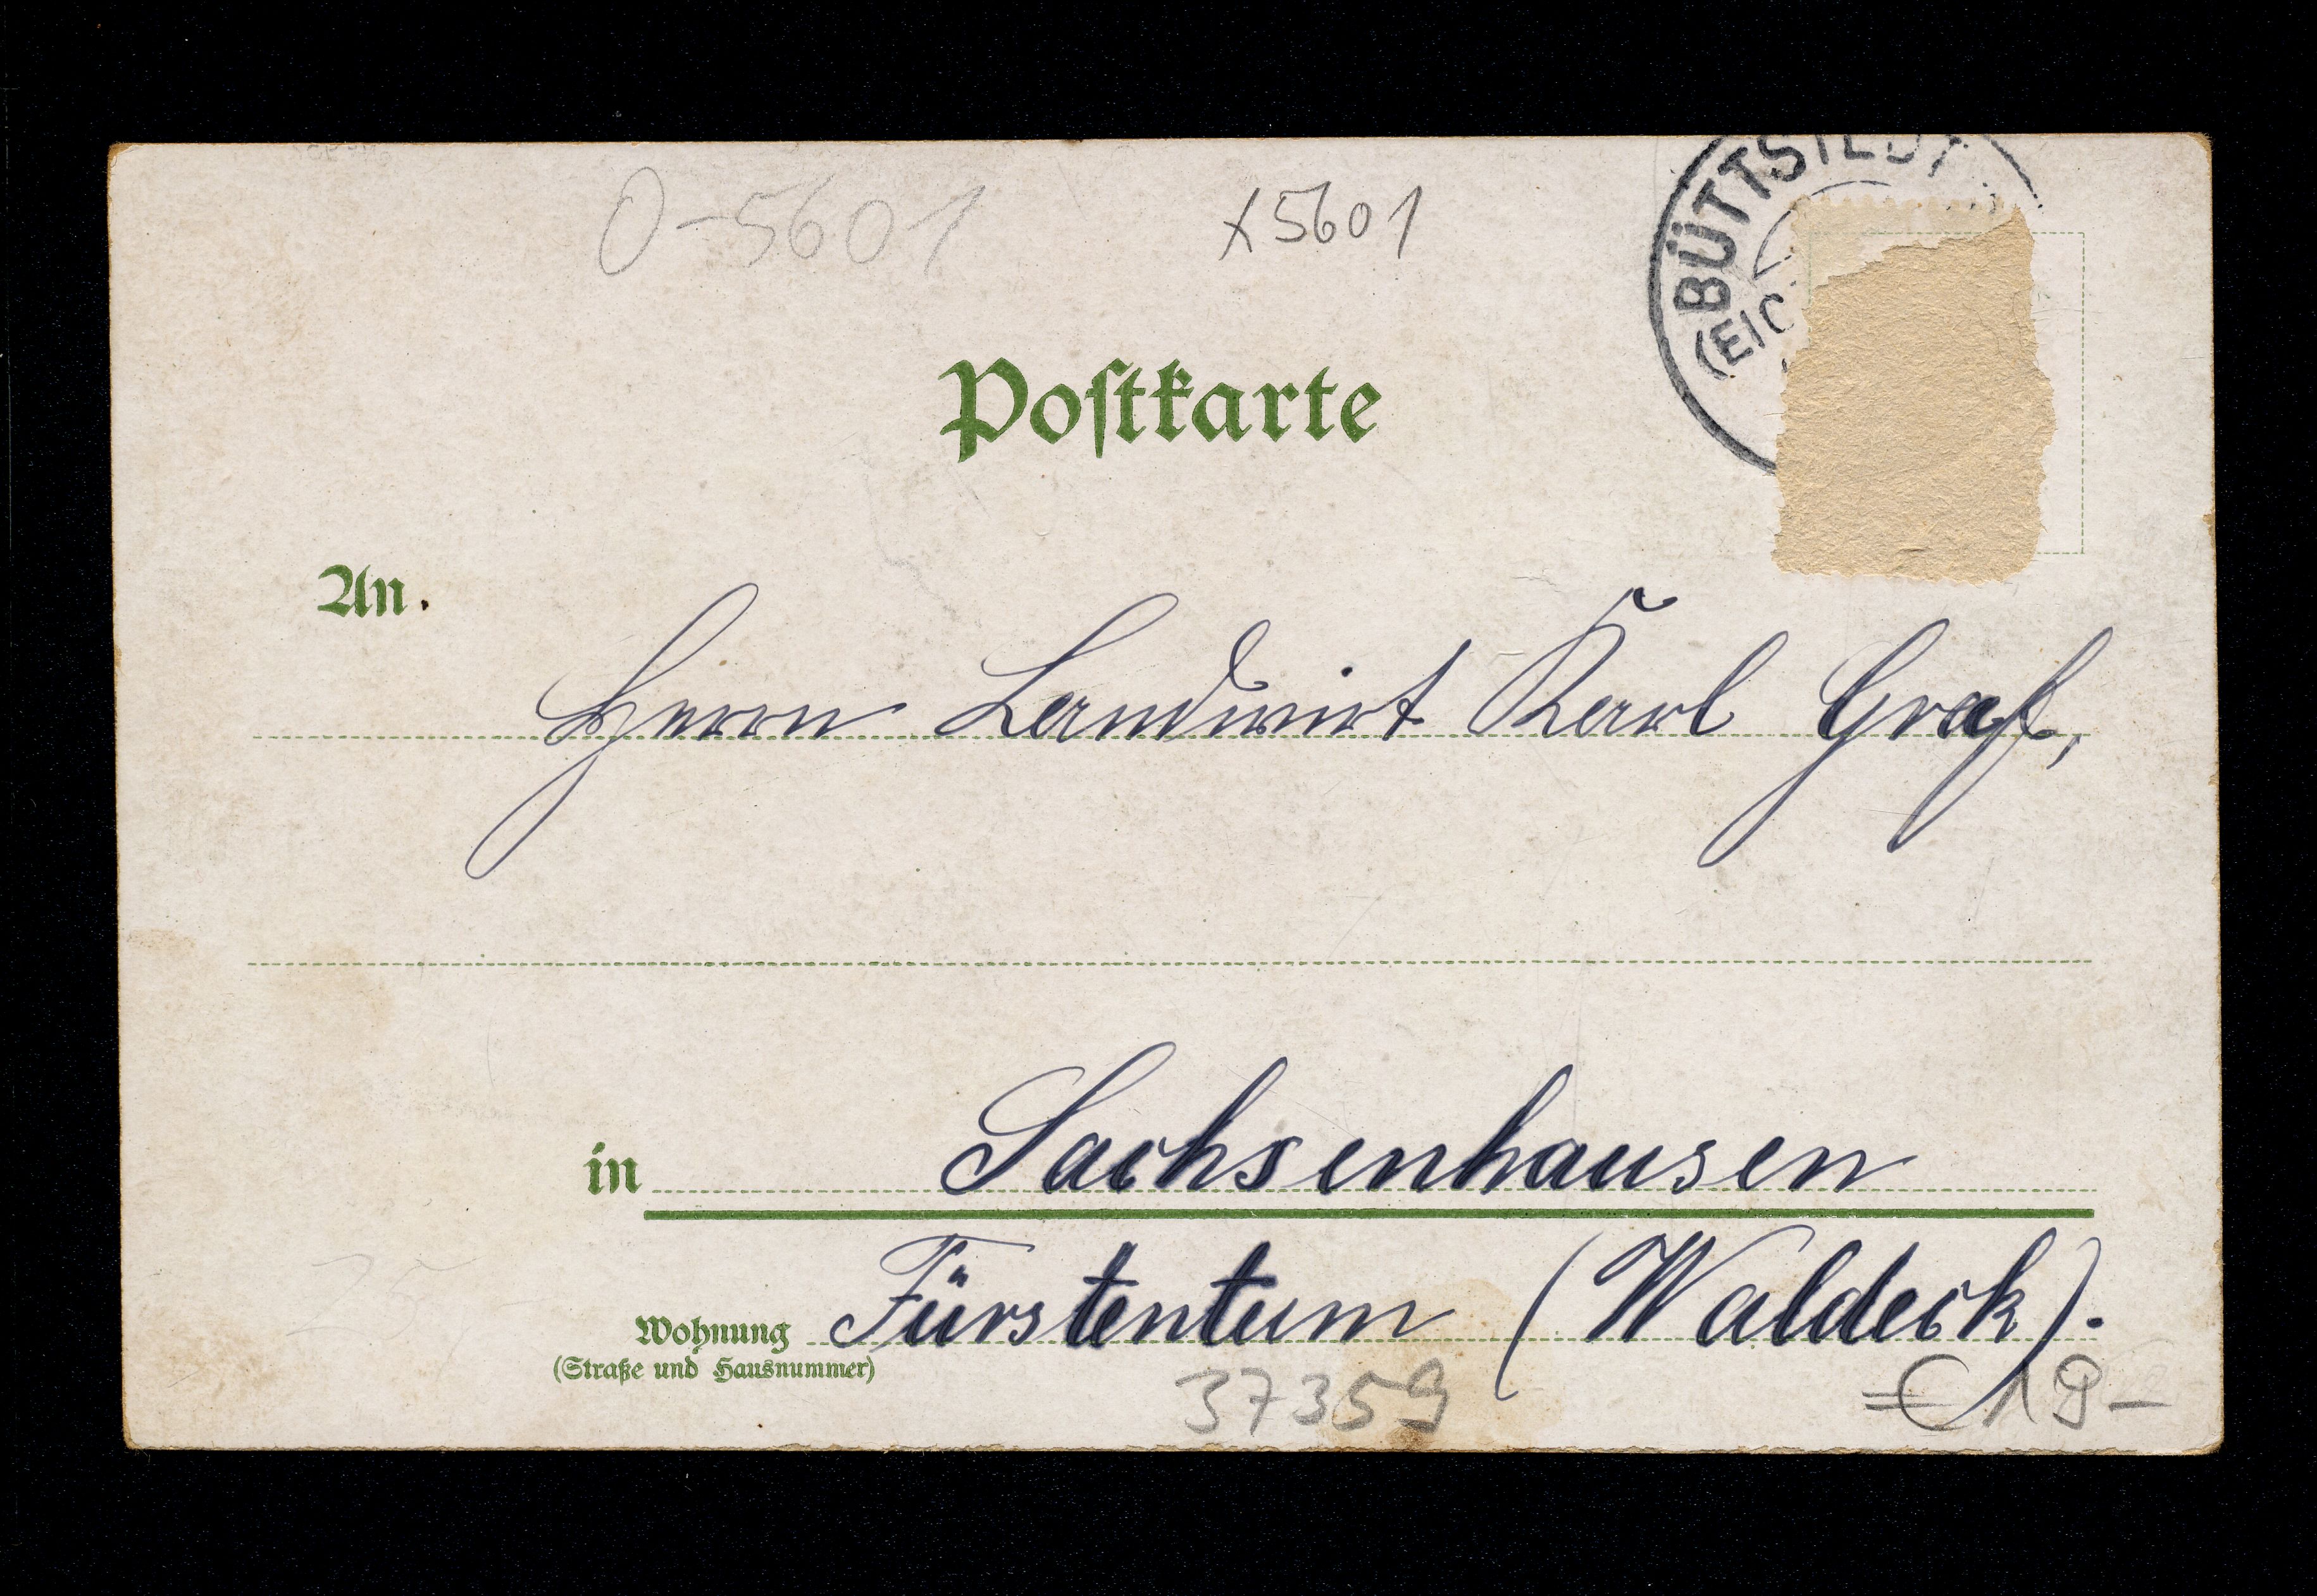 O-5601
x5601
BÜTTSTEDT
(EIC
Postkarte
An.
Herrn Landwirt Karl Graf,
in Sachsenhausen
Wohnung Fürstentum (Waldeck).
(Straße und Hausnummer)
37359
€ 19-